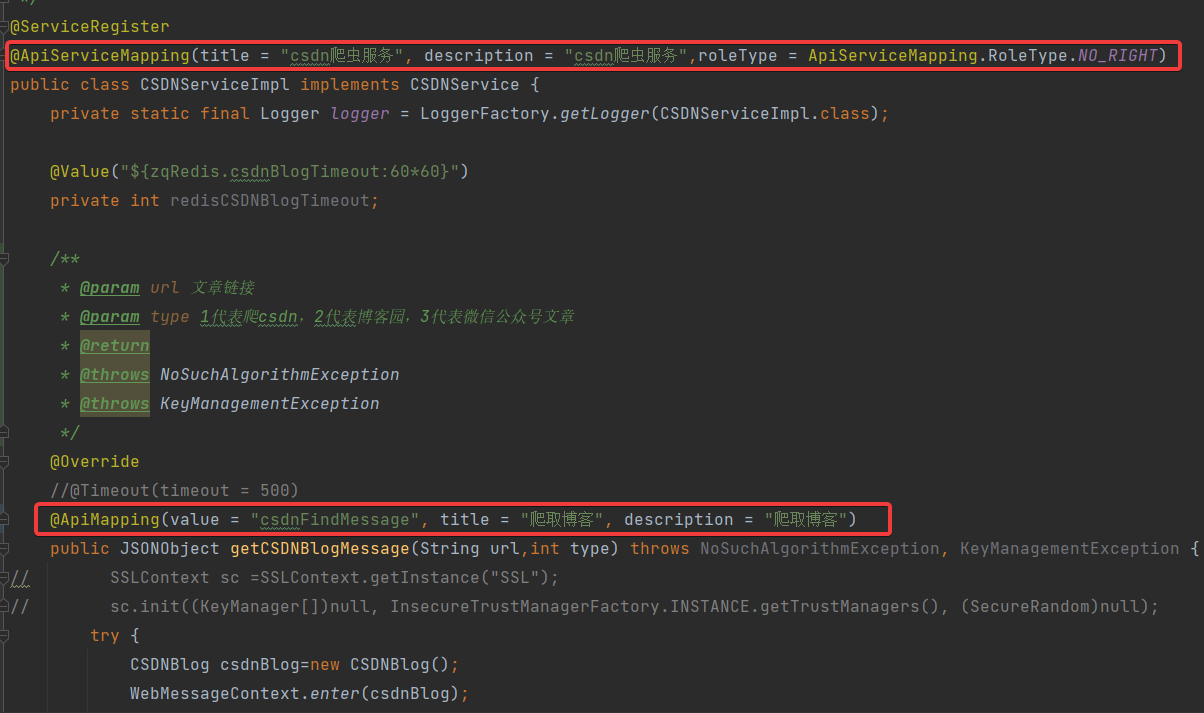 */
@ServiceRegister
@ApiServiceMapping(title = "csdn爬虫服务", description = "csdn爬虫服务",roleType = ApiServiceMapping.RoleType.NO_RIGHT)
public class CSDNServiceImpl implements CSDNService {
    private static final Logger logger = LoggerFactory.getLogger(CSDNServiceImpl.class);
    @Value("${zqRedis.csdnBlogTimeout:60*60}")
    private int redisCSDNBlogTimeout;
    /**
     * @param url 文章链接
     * @param type 1代表爬csdn，2代表博客园，3代表微信公众号文章
     * @return
     * @throws NoSuchAlgorithmException
     * @throws KeyManagementException
     */
    @Override
    //@Timeout(timeout = 500)
    @ApiMapping(value = "csdnFindMessage", title = "爬取博客", description = "爬取博客")
    public JSONObject getCSDNBlogMessage(String url,int type) throws NoSuchAlgorithmException, KeyManagementException {
//        SSLContext sc =SSLContext.getInstance("SSL");
//        sc.init((KeyManager[])null, InsecureTrustManagerFactory.INSTANCE.getTrustManagers(), (SecureRandom)null);
        try {
            CSDNBlog csdnBlog=new CSDNBlog();
            WebMessageContext.enter(csdnBlog);